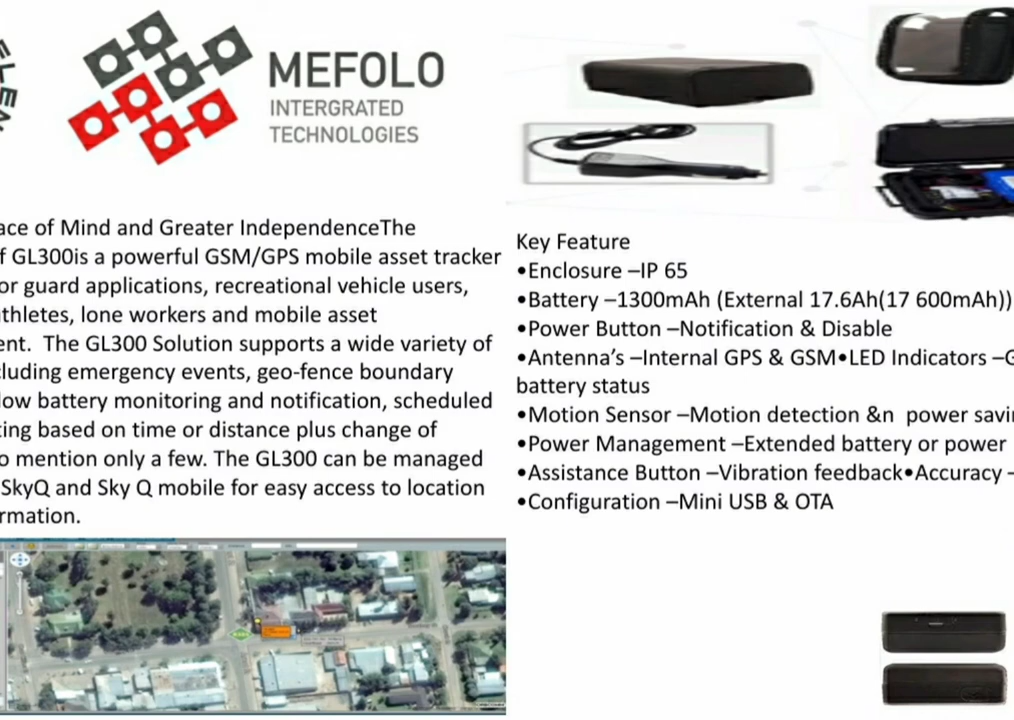 MEFOLO
INTERGRATED
TECHNOLOGIES
ace of Mind and Greater IndependenceThe
f GL300is a powerful GSM/GPS mobile asset tracker
or guard applications, recreational vehicle users,
athletes, lone workers and mobile asset
ent.  The GL300 Solution supports a wide variety of
cluding emergency events, geo-fence boundary
low battery monitoring and notification, scheduled
ting based on time or distance plus change of
o mention only a few. The GL300 can be managed
SkyQ and Sky Q mobile for easy access to location
rmation.
Key Feature
•Enclosure –IP 65
•Battery –1300mAh (External 17.6Ah(17 600mAh))
•Power Button –Notification & Disable
•Antenna’s –Internal GPS & GSM•LED Indicators –G
battery status
•Motion Sensor –Motion detection &n  power savi
•Power Management –Extended battery or power
•Assistance Button –Vibration feedback•Accuracy –
•Configuration –Mini USB & OTA